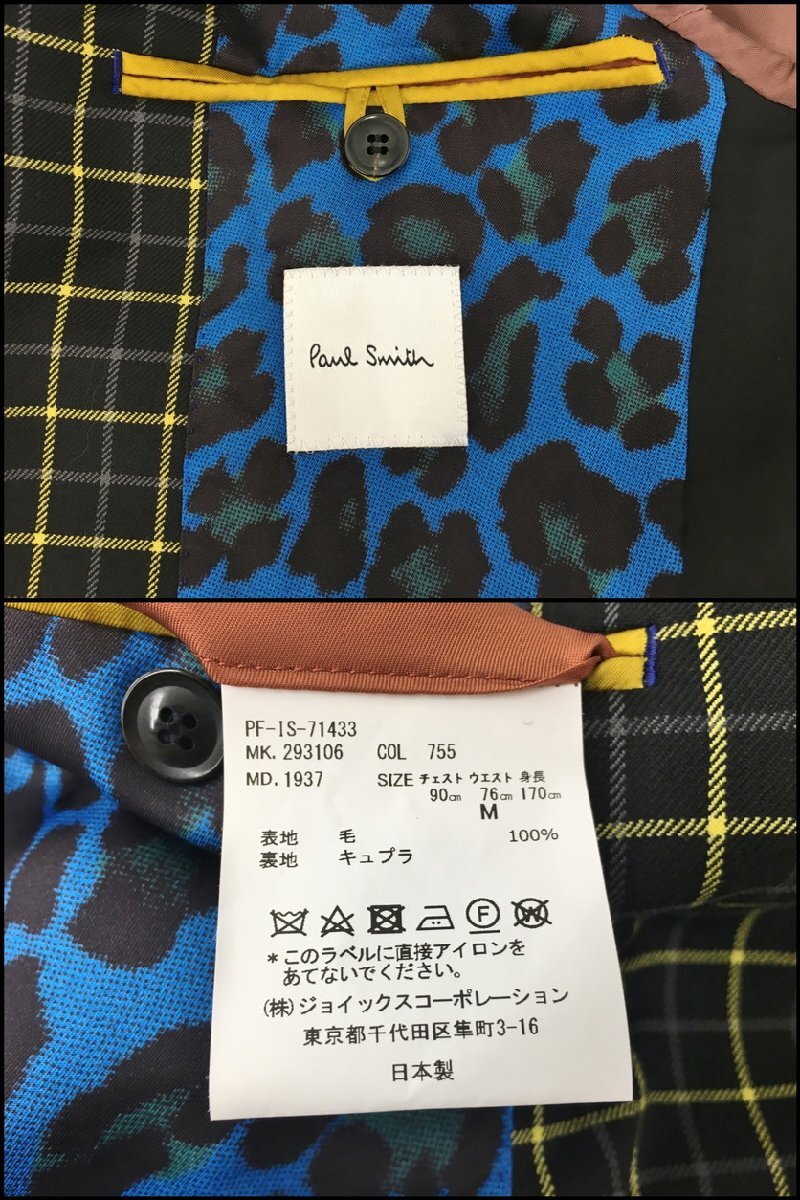 Paul Smith
PF-IS-71433
MK. 293106 COL 755
MD. 1937 SIZE チェスト ウエスト 身長
90㎝ 76㎝ 170㎝
M
表地 毛 100%
裏地 キュプラ
F
W
*このラベルに直接アイロンを
あてないでください。
(株)ジョイックスコーポレーション
東京都千代田区隼町3-16
日本製